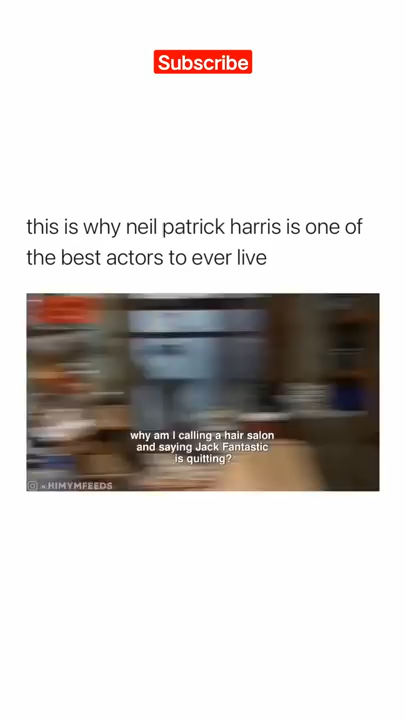 Subscribe
this is why neil patrick harris is one of
the best actors to ever live
why am I calling a hair salon
and saying Jack Fantastic
is quitting?
@HIMYMFEEDS